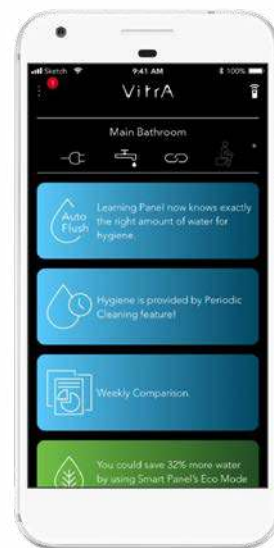 Sketch
9:41 AM
100%
1
VitrA
Main Bathroom
Auto
Flush
Learning Panel now knows exactly
the right amount of water for
hygiene.
Hygiene is provided by Periodic
Cleaning feature!
Weekly Comparison
You could save 32% more water
by using Smart Panel's Eco Mode